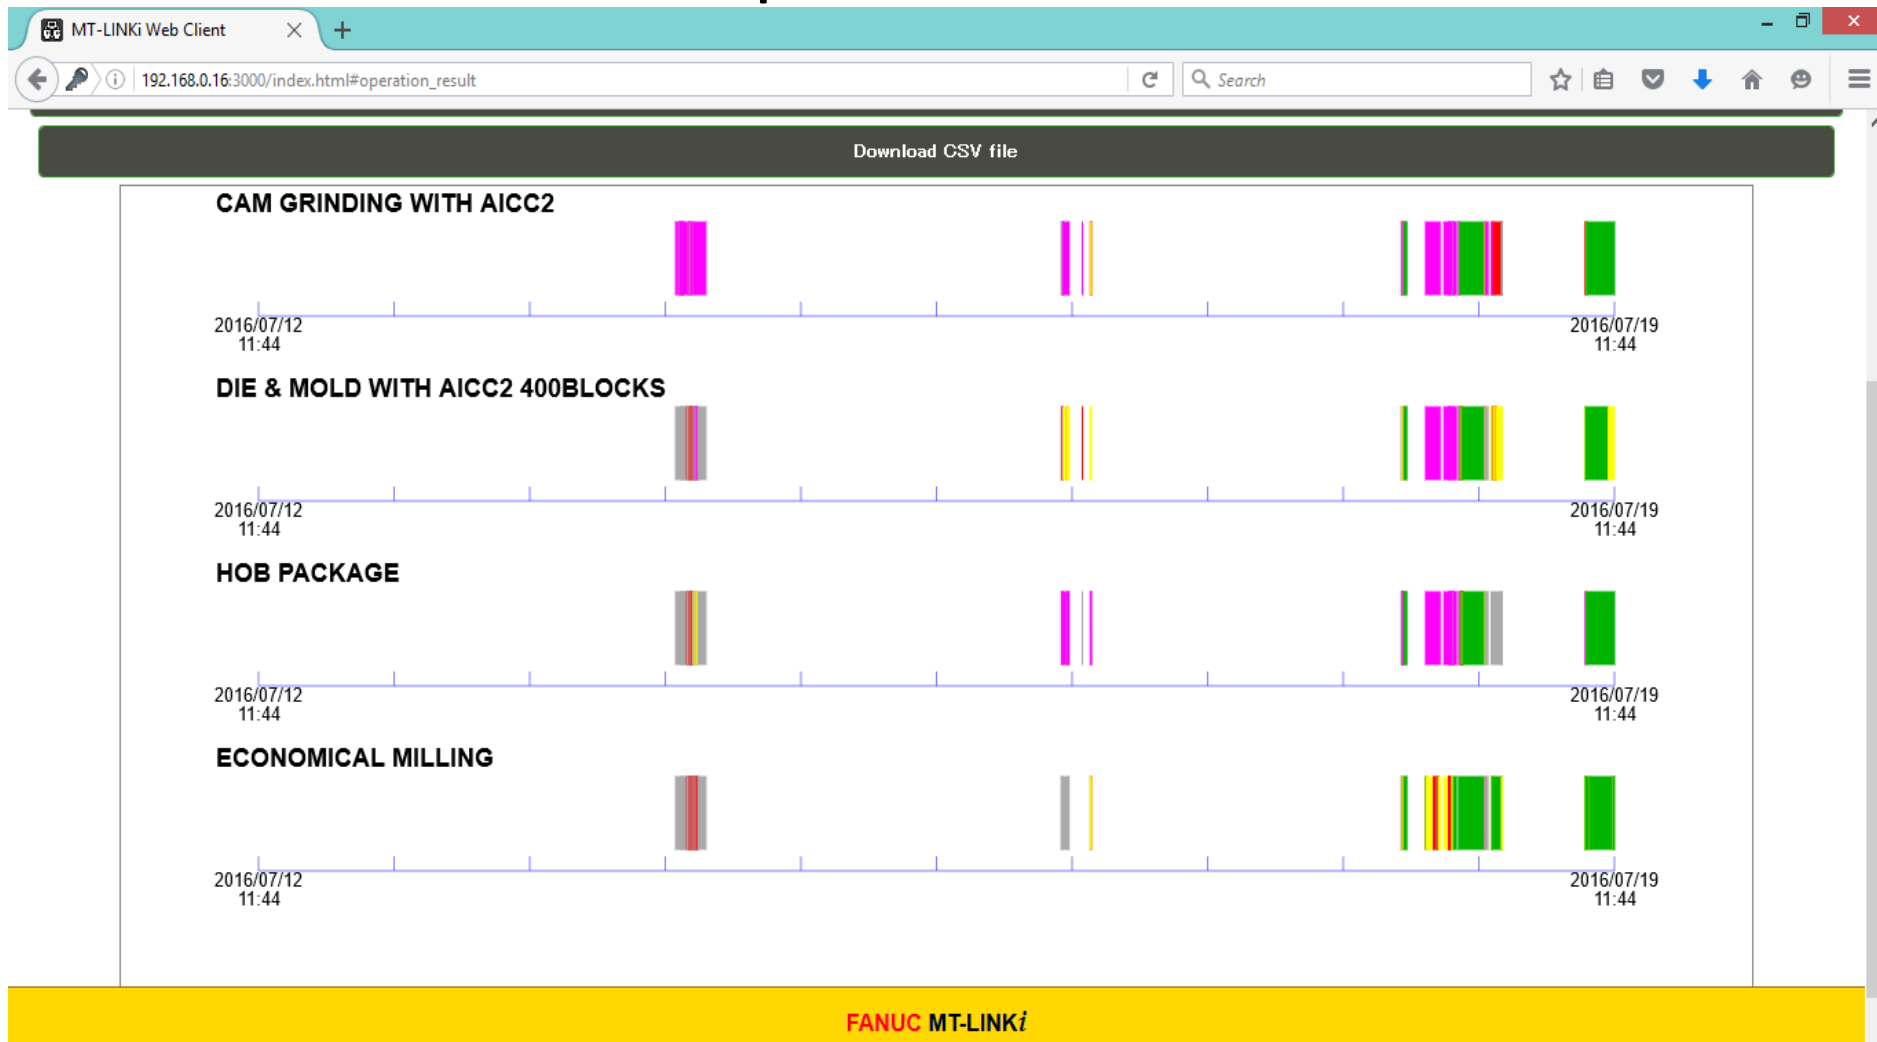 MT-LINKi Web Client
192.168.0.16:3000/index.html#operation_result
Search
Download CSV file
CAM GRINDING WITH AICC2
2016/07/12
11:44
2016/07/19
11:44
DIE & MOLD WITH AICC2 400BLOCKS
2016/07/12
11:44
2016/07/19
11:44
HOB PACKAGE
2016/07/12
11:44
2016/07/19
11:44
ECONOMICAL MILLING
2016/07/12
11:44
2016/07/19
11:44
FANUC MT-LINKi